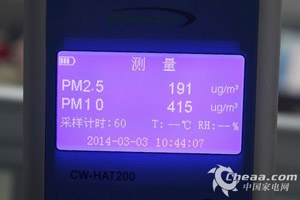 测 量
PM2.5 191 ug/m³
PM10 415 ug/m³
采样计时:60 T:--℃ RH:--%
2014-03-03 10:44:07
CW-HAT200
Cheaa.com
中国家电网